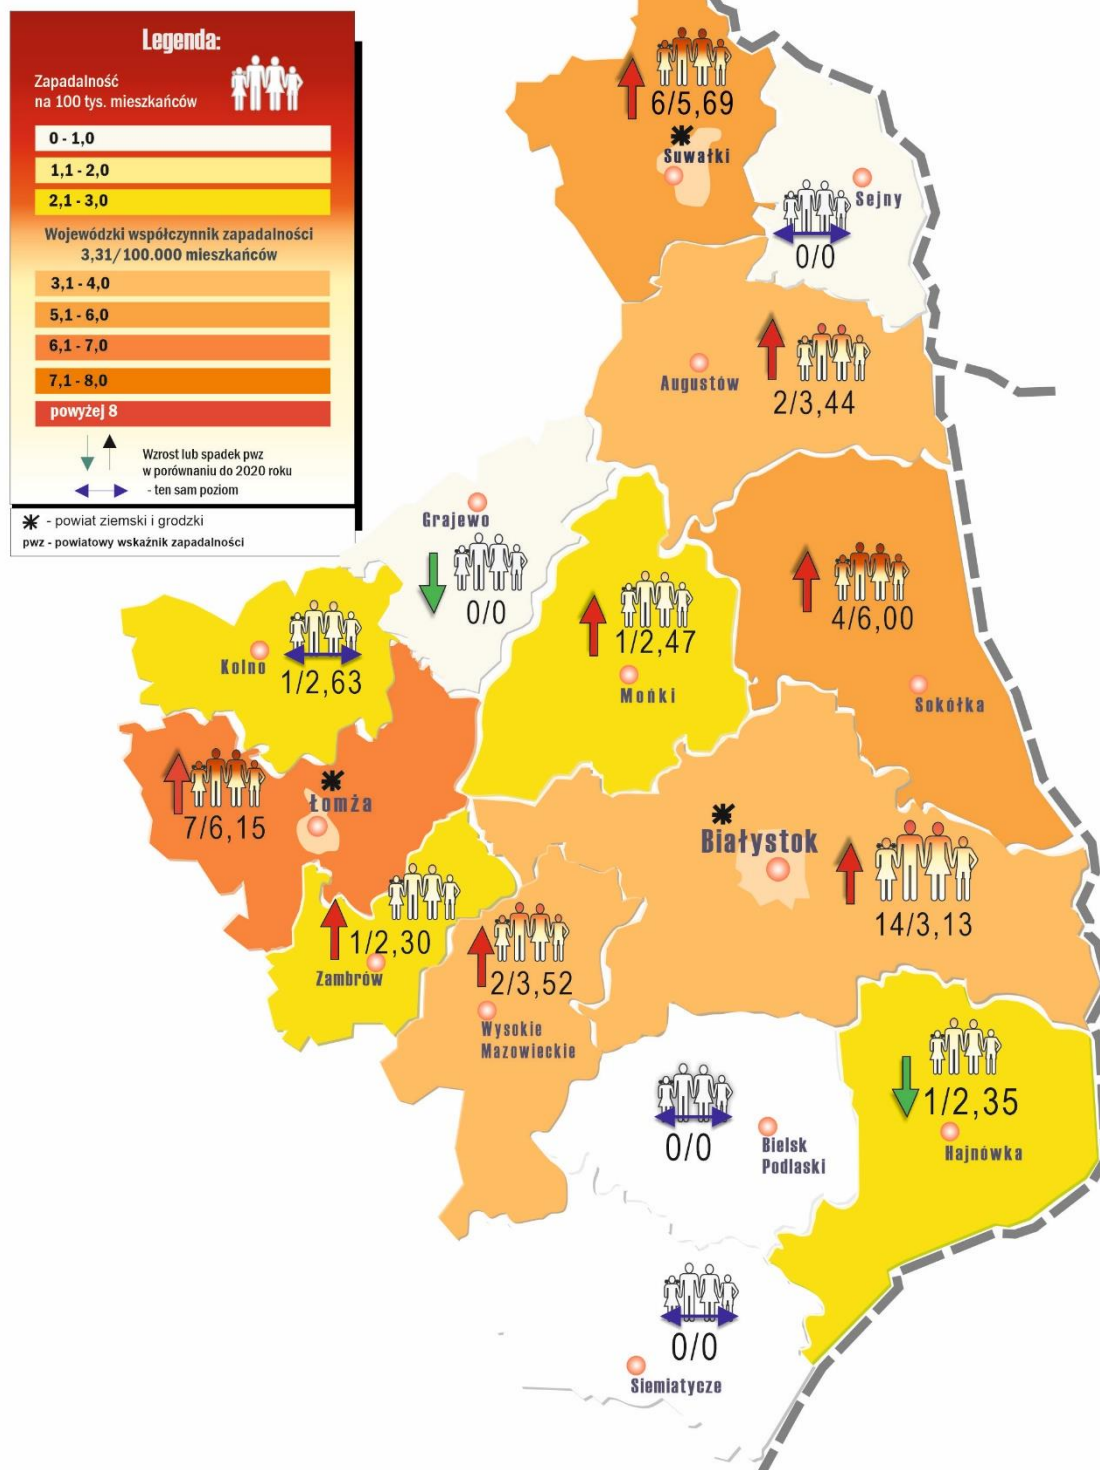 Legenda:
Zapadalność
na 100 tys. mieszkańców
0 - 1,0
1,1 - 2,0
2,1 - 3,0
Wojewódzki współczynnik zapadalności
3,31/100.000 mieszkańców
3,1 - 4,0
5,1 - 6,0
6,1 - 7,0
7,1 - 8,0
powyżej 8
Wzrost lub spadek pwz
w porównaniu do 2020 roku
- ten sam poziom
- powiat ziemski i grodzki
pwz - powiatowy wskaźnik zapadalności
6/5,69
Suwałki
Sejny
0/0
Augustów
2/3,44
Grajewo
0/0
4/6,00
Sokółka
1/2,47
Mońki
Kolno
1/2,63
Łomża
7/6,15
Białystok
14/3,13
1/2,30
Zambrów
2/3,52
Wysokie
Mazowieckie
1/2,35
Hajnówka
0/0
Bielsk
Podlaski
0/0
Siemiatycze